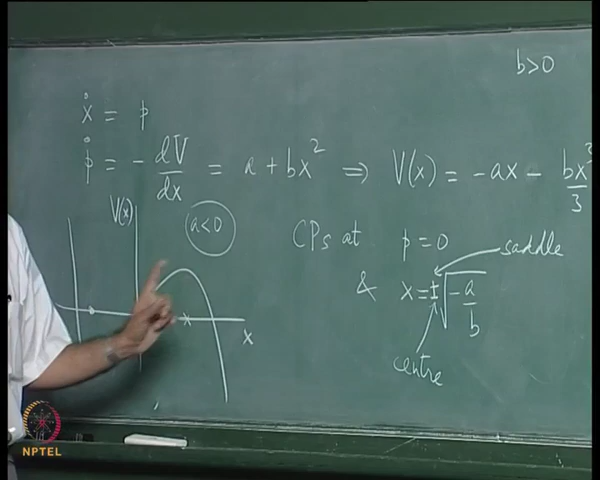 b>0
ẋ = p
ṗ = - dV/dx = a + bx² ⇒ V(x) = -ax - bx³/3
V(x)
a<0
CPs at p=0
saddle
& x=±√(-a/b)
x
centre
NPTEL